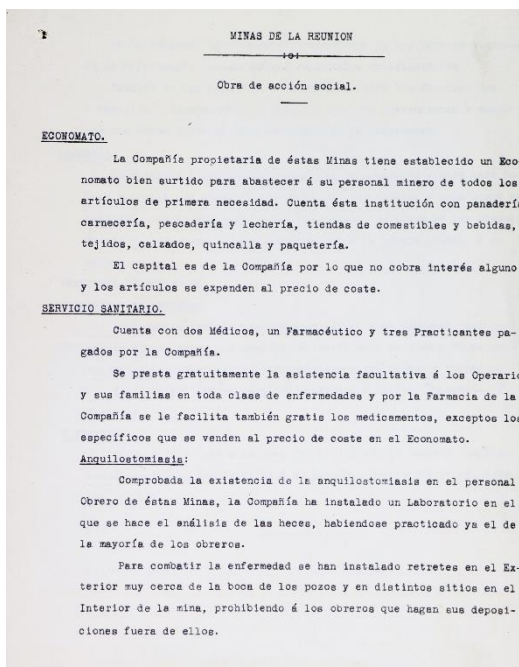 MINAS DE LA REUNION
Obra de acción social.
ECONOMATO.
La Compañía propietaria de éstas Minas tiene establecido un Eco
nomato bien surtido para abastecer á su personal minero de todos los
artículos de primera necesidad. Cuenta ésta institución con panadería
carnecería, pescadería y lechería, tiendas de comestibles y bebidas,
tejidos, calzados, quincalla y paquetería.
El capital es de la Compañía por lo que no cobra interés alguno
y los artículos se expenden al precio de coste.
SERVICIO SANITARIO.
Cuenta con dos Médicos, un Farmacéutico y tres Practicantes pa-
gados por la Compañía.
Se presta gratuitamente la asistencia facultativa á los Operario
y sus familias en toda clase de enfermedades y por la Farmacia de la
Compañía se le facilita también gratis los medicamentos, exceptos los
específicos que se venden al precio de coste en el Economato.
Anquilostomiasis:
Comprobada la existencia de la anquilostomiasis en el personal
Obrero de éstas Minas, la Compañía ha instalado un Laboratorio en el
que se hace el análisis de las heces, habiendose practicado ya el de
la mayoría de los obreros.
Para combatir la enfermedad se han instalado retretes en el Ex-
terior muy cerca de la boca de los pozos y en distintos sitios en el
Interior de la mina, prohibiendo á los obreros que hagan sus deposi-
ciones fuera de ellos.